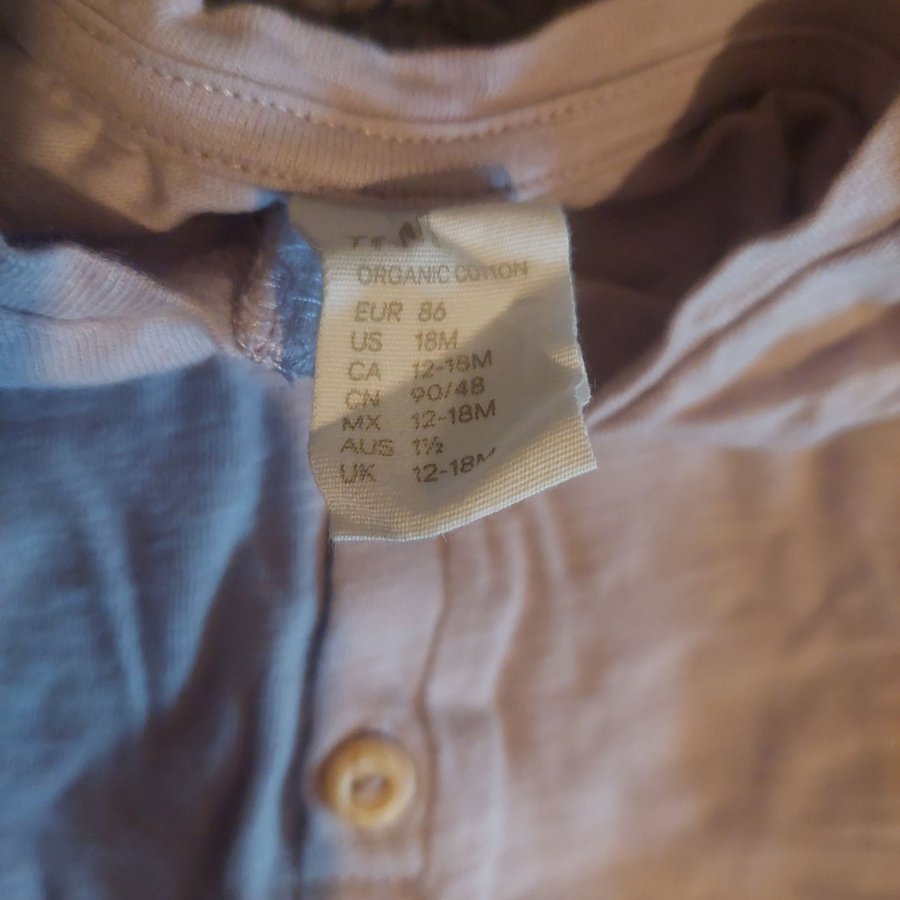 ORGANIC COTTON
EUR 86
US 18M
CA 12-18M
CN 90/48
MX 12-18M
AUS 1½
UK 12-18M